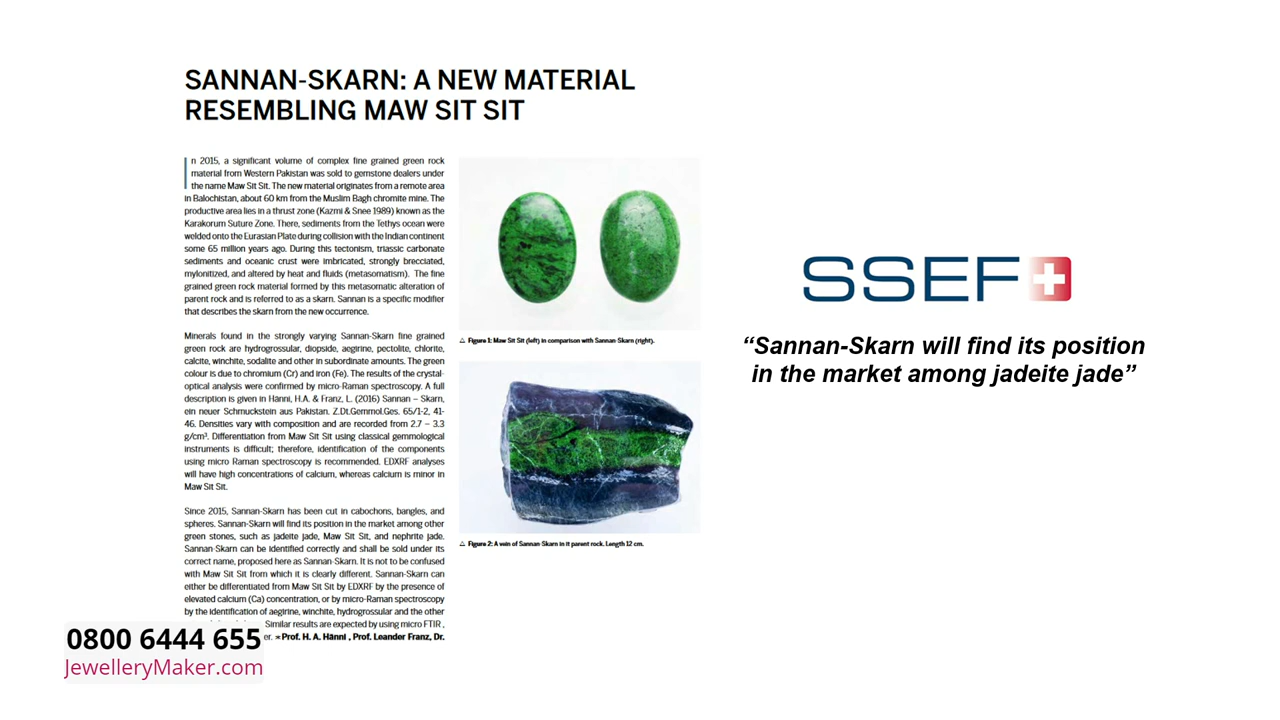 SANNAN-SKARN: A NEW MATERIAL
RESEMBLING MAW SIT SIT
In 2015, a significant volume of complex fine grained green rock
material from Western Pakistan was sold to gemstone dealers under
the name Maw Sit Sit. The new material originates from a remote area
in Balochistan, about 60 km from the Muslim Bagh chromite mine. The
productive area lies in a thrust zone (Kazmi & Snee 1989) known as the
Karakorum Suture Zone. There, sediments from the Tethys ocean were
welded onto the Eurasian Plate during collision with the Indian continent
some 65 million years ago. During this tectonism, triassic carbonate
sediments and oceanic crust were imbricated, strongly brecciated,
mylonitized, and altered by heat and fluids (metasomatism). The fine
grained green rock material formed by this metasomatic alteration of
parent rock and is referred to as a skarn. Sannan is a specific modifier
that describes the skarn from the new occurrence.
Minerals found in the strongly varying Sannan-Skarn fine grained
green rock are hydrogrossular, diopside, aegirine, pectolite, chlorite,
calcite, winchite, sodalite and other in subordinate amounts. The green
colour is due to chromium (Cr) and iron (Fe). The results of the crystal-
optical analysis were confirmed by micro-Raman spectroscopy. A full
description is given in Hänni, H.A. & Franz, L. (2016) Sannan – Skarn,
ein neuer Schmuckstein aus Pakistan. Z.Dt.Gemmol.Ges. 65/1-2, 41-
46. Densities vary with composition and are recorded from 2.7 – 3.3
g/cm³. Differentiation from Maw Sit Sit using classical gemmological
instruments is difficult; therefore, identification of the components
using micro Raman spectroscopy is recommended. EDXRF analyses
will have high concentrations of calcium, whereas calcium is minor in
Maw Sit Sit.
Since 2015, Sannan-Skarn has been cut in cabochons, bangles, and
spheres. Sannan-Skarn will find its position in the market among other
green stones, such as jadeite jade, Maw Sit Sit, and nephrite jade.
Sannan-Skarn can be identified correctly and shall be sold under its
correct name, proposed here as Sannan-Skarn. It is not to be confused
with Maw Sit Sit from which it is clearly different. Sannan-Skarn can
either be differentiated from Maw Sit Sit by EDXRF by the presence of
elevated calcium (Ca) concentration, or by micro-Raman spectroscopy
by the identification of aegirine, winchite, hydrogrossular and the other
Similar results are expected by using micro FTIR ,
er. * Prof. H. A. Hänni , Prof. Leander Franz, Dr.
△ Figure 1: Maw Sit Sit (left) in comparison with Sannan-Skarn (right).
△ Figure 2: A vein of Sannan-Skarn in it parent rock. Length 12 cm.
SSEF
“Sannan-Skarn will find its position
in the market among jadeite jade”
0800 6444 655
JewelleryMaker.com